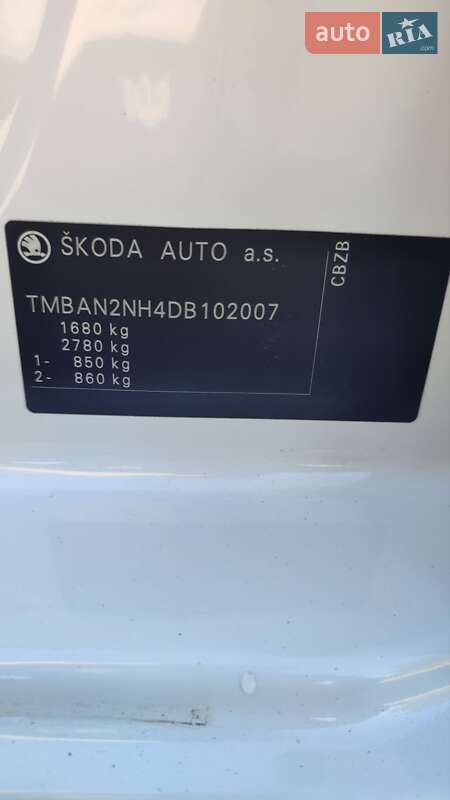 auto RIA .com
ŠKODA AUTO a.s.
CBZB
TMBAN2NH4DB102007
1680 kg
2780 kg
1- 850 kg
2- 860 kg